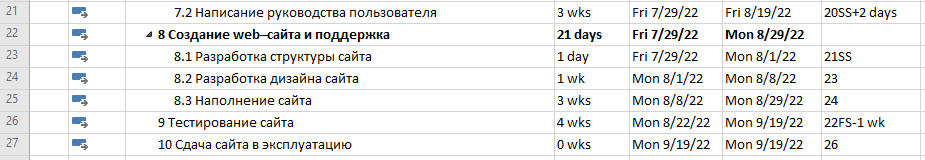 21 7.2 Написание руководства пользователя 3 wks Fri 7/29/22 Fri 8/19/22 20SS+2 days
22 8 Создание web–сайта и поддержка 21 days Fri 7/29/22 Mon 8/29/22
23 8.1 Разработка структуры сайта 1 day Fri 7/29/22 Mon 8/1/22 21SS
24 8.2 Разработка дизайна сайта 1 wk Mon 8/1/22 Mon 8/8/22 23
25 8.3 Наполнение сайта 3 wks Mon 8/8/22 Mon 8/29/22 24
26 9 Тестирование сайта 4 wks Mon 8/22/22 Mon 9/19/22 22FS-1 wk
27 10 Сдача сайта в эксплуатацию 0 wks Mon 9/19/22 Mon 9/19/22 26